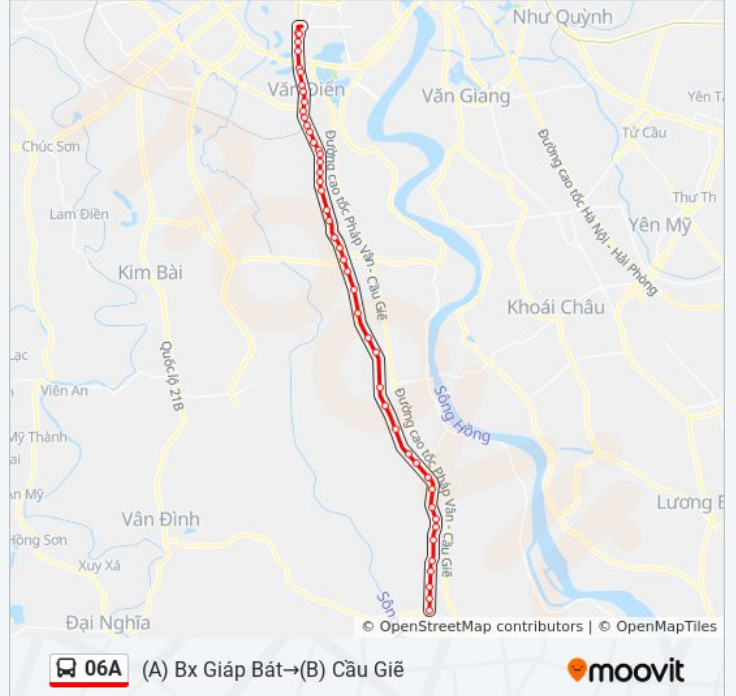 Như Quỳnh
Văn Điển
Văn Giang
Yên T
Chúc Sơn
Từ Cầu
Đường cao tốc Pháp Vân - Cầu Giẽ
Đường cao tốc Hà Nội - Hải Phòng
Thư Th
Lam Điền
Yên Mỹ
Kim Bài
Khoái Châu
Lạc
Quốc lộ 21B
Viên An
Đường cao tốc Pháp Vân - Cầu Giẽ
Sông Hồng
Mỹ Thành
ai
ần Mỹ
Lương B
Vân Đình
Hồng Sơn
Xuy Xá
Sôn
Đại Nghĩa
© OpenStreetMap contributors | © OpenMapTiles
06A (A) Bx Giáp Bát→(B) Cầu Giẽ
moovit